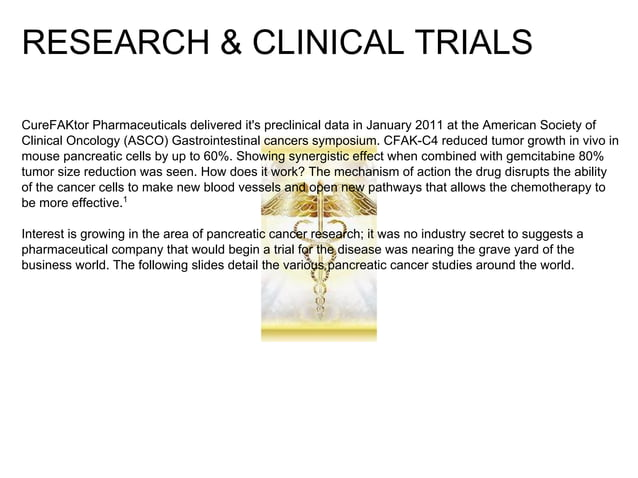 RESEARCH & CLINICAL TRIALS
CureFAKtor Pharmaceuticals delivered it's preclinical data in January 2011 at the American Society of
Clinical Oncology (ASCO) Gastrointestinal cancers symposium. CFAK-C4 reduced tumor growth in vivo in
mouse pancreatic cells by up to 60%. Showing synergistic effect when combined with gemcitabine 80%
tumor size reduction was seen. How does it work? The mechanism of action the drug disrupts the ability
of the cancer cells to make new blood vessels and open new pathways that allows the chemotherapy to
be more effective.1
Interest is growing in the area of pancreatic cancer research; it was no industry secret to suggests a
pharmaceutical company that would begin a trial for the disease was nearing the grave yard of the
business world. The following slides detail the various pancreatic cancer studies around the world.